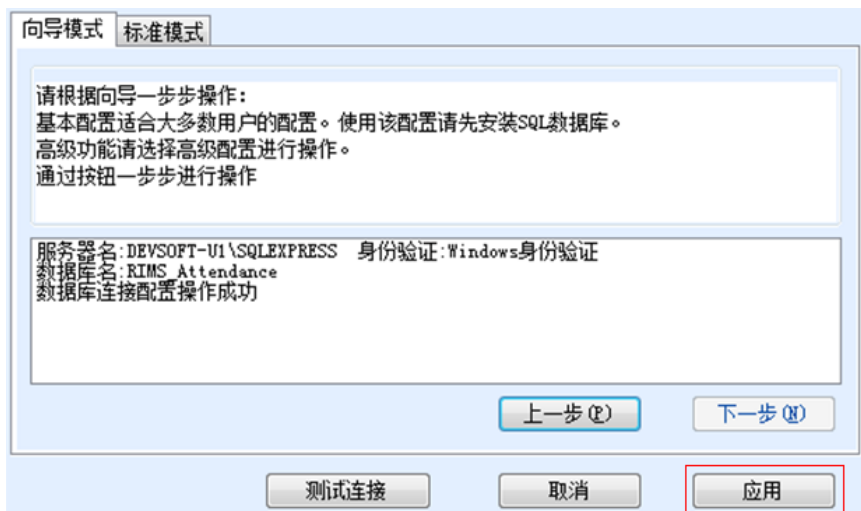 向导模式 标准模式
请根据向导一步步操作:
基本配置适合大多数用户的配置。使用该配置请先安装SQL数据库。
高级功能请选择高级配置进行操作。
通过按钮一步步进行操作
服务器名:DEVSOFT-U1\SQLEXPRESS 身份验证:Windows身份验证
数据库名:RIMS_Attendance
数据库连接配置操作成功
上一步(P) 下一步(N)
测试连接 取消 应用